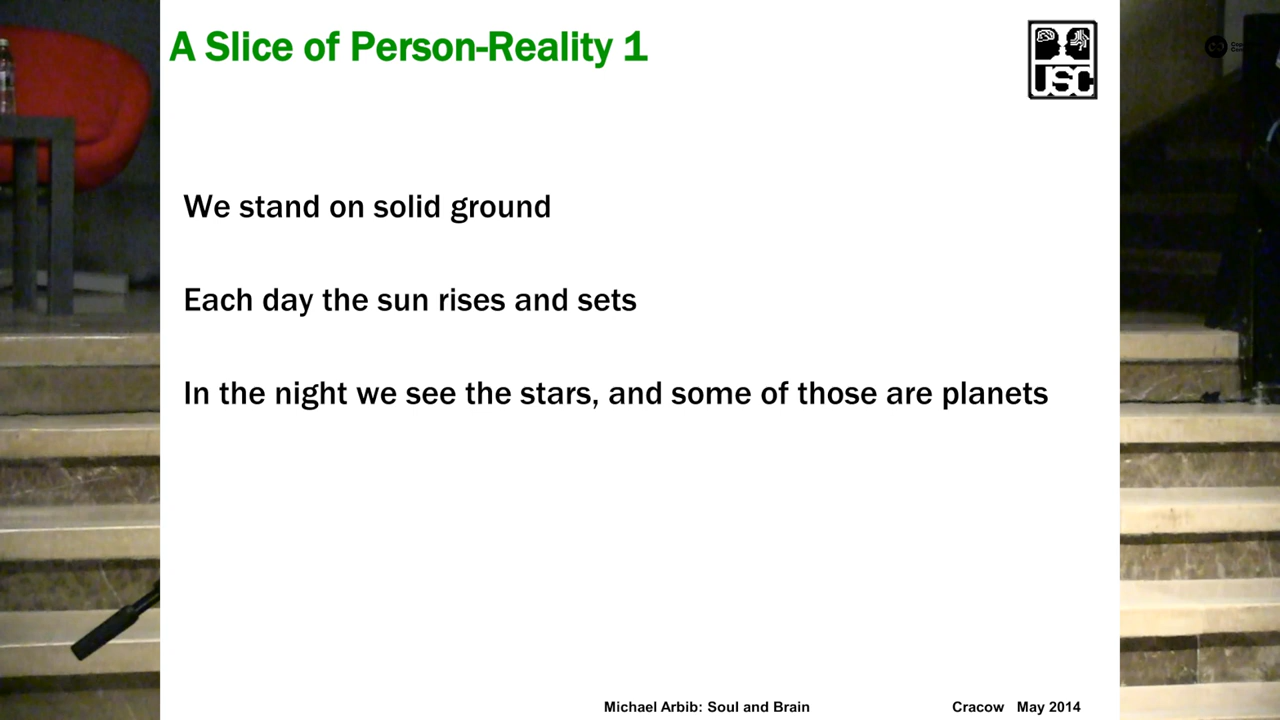 A Slice of Person-Reality 1
USC
We stand on solid ground
Each day the sun rises and sets
In the night we see the stars, and some of those are planets
Michael Arbib: Soul and Brain Cracow May 2014